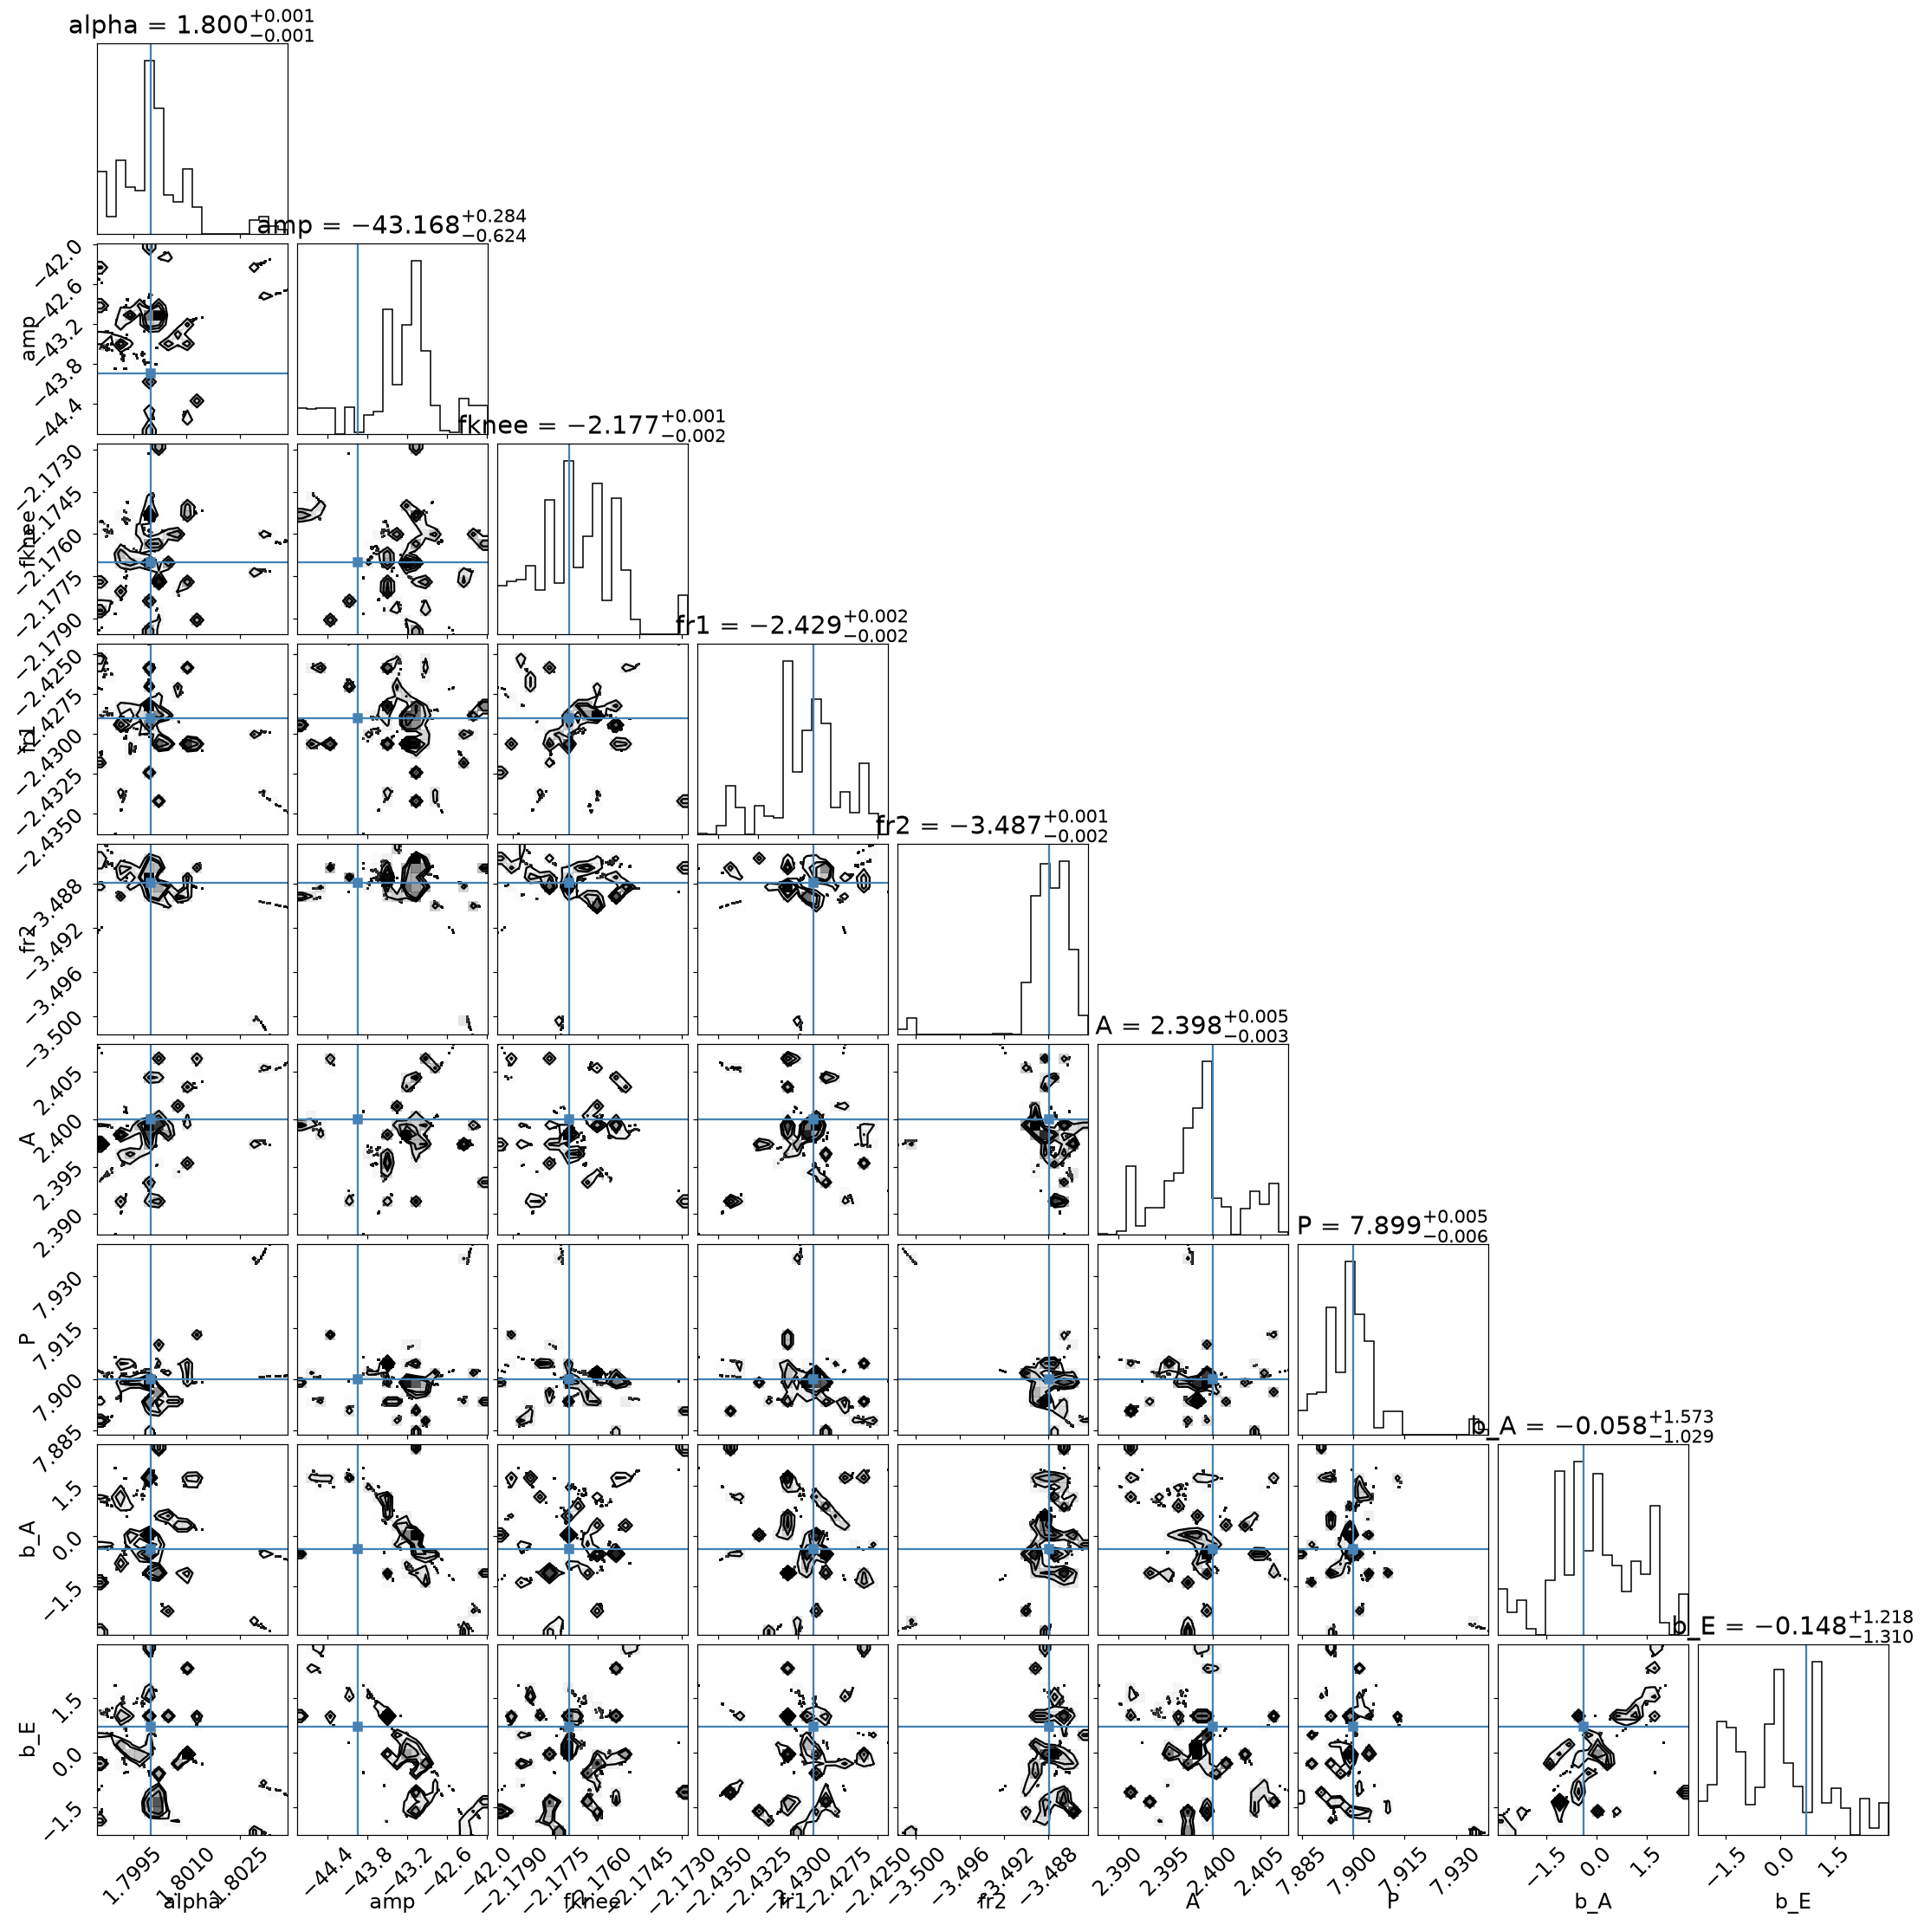 alpha = 1.800+0.001−0.001
amp = −43.168+0.284−0.624
−42.0
−42.6
−43.2
−43.8
−44.4
amp
fknee = −2.177+0.001−0.002
−2.1730
−2.1745
−2.1760
−2.1775
−2.1790
fknee
fr1 = −2.429+0.002−0.002
−2.4250
−2.4275
−2.4300
−2.4325
−2.4350
fr1
fr2 = −3.487+0.001−0.002
−3.488
−3.492
−3.496
−3.500
fr2
A = 2.398+0.005−0.003
2.405
2.400
2.395
2.390
A
P = 7.899+0.005−0.006
7.930
7.915
7.900
7.885
P
b_A = −0.058+1.573−1.029
1.5
0.0
−1.5
b_A
b_E = −0.148+1.218−1.310
1.5
0.0
−1.5
b_E
1.7995 1.8010 1.8025
−44.4 −43.8 −43.2 −42.6 −42.0
−2.1790 −2.1775 −2.1760 −2.1745 −2.1730
−2.4350 −2.4325 −2.4300 −2.4275 −2.4250
−3.500 −3.496 −3.492 −3.488
2.390 2.395 2.400 2.405
7.885 7.900 7.915 7.930
−1.5 0.0 1.5
−1.5 0.0 1.5
alpha amp fknee fr1 fr2 A P b_A b_E